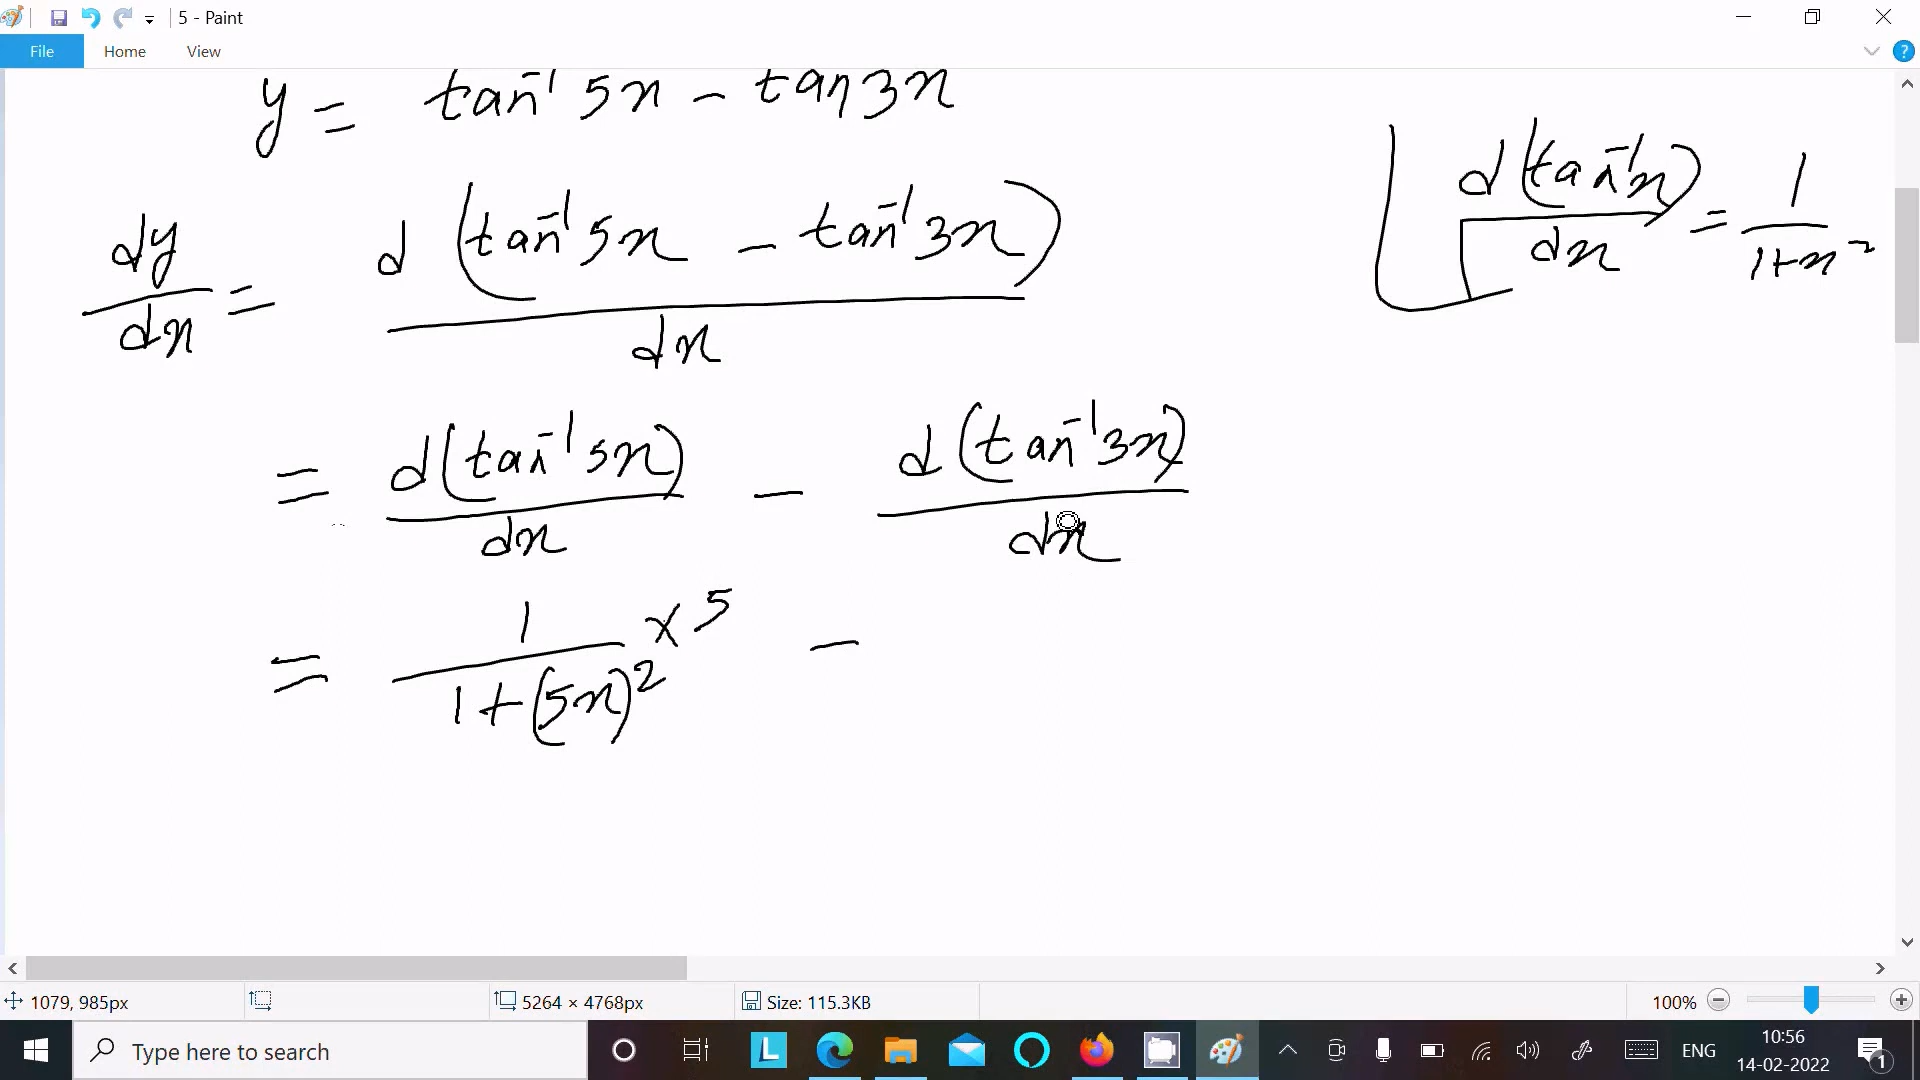 5 - Paint
File Home View
y = tan⁻¹ 5x - tan 3x
dy/dx = d (tan⁻¹ 5x - tan⁻¹ 3x) / dx
d (tan⁻¹ x) / dx = 1 / 1+x²
= d (tan⁻¹ 5x) / dx - d (tan⁻¹ 3x) / dx
= 1 / 1+(5x)² × 5 -
1079, 985px 5264 × 4768px Size: 115.3KB 100%
Type here to search
L
ENG
10:56
14-02-2022
1